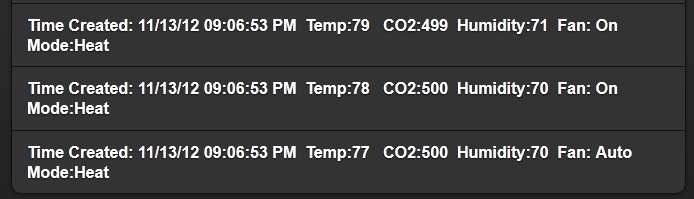 Time Created: 11/13/12 09:06:53 PM Temp:79 CO2:499 Humidity:71 Fan: On
Mode:Heat
Time Created: 11/13/12 09:06:53 PM Temp:78 CO2:500 Humidity:70 Fan: On
Mode:Heat
Time Created: 11/13/12 09:06:53 PM Temp:77 CO2:500 Humidity:70 Fan: Auto
Mode:Heat